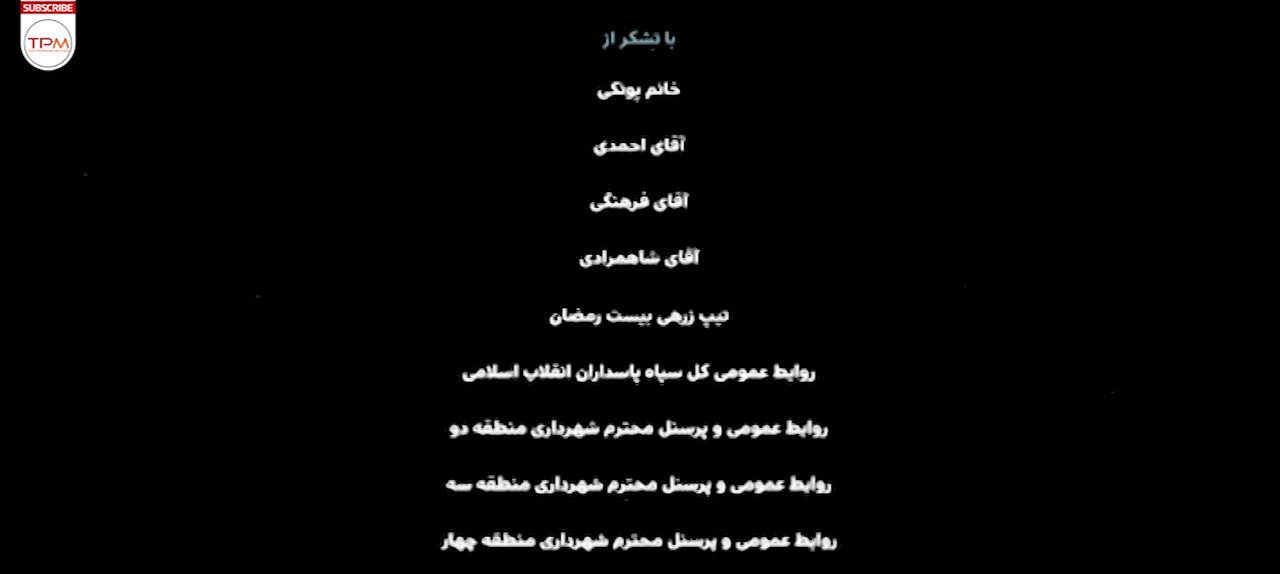 SUBSCRIBE
TPM
با تشکر از
خانم پونکی
آقای احمدی
آقای فرهنگی
آقای شاهمرادی
تیپ زرهی بیست رمضان
روابط عمومی کل سپاه پاسداران انقلاب اسلامی
روابط عمومی و پرسنل محترم شهرداری منطقه دو
روابط عمومی و پرسنل محترم شهرداری منطقه سه
روابط عمومی و پرسنل محترم شهرداری منطقه چهار